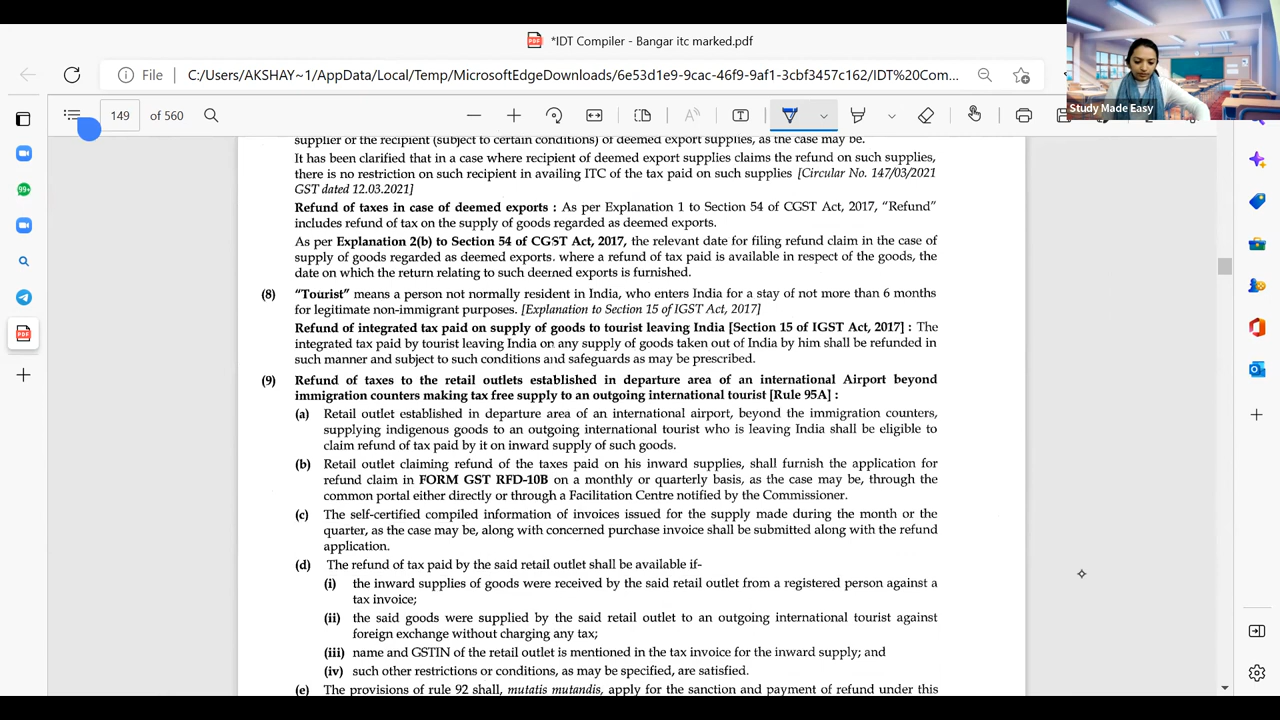 *IDT Compiler - Bangar itc marked.pdf
File
C:/Users/AKSHAY~1/AppData/Local/Temp/MicrosoftEdgeDownloads/6e53d1e9-9cac-46f9-9af1-3cbf3457c162/IDT%20Com...
Study Made Easy
149 of 560
supplier or the recipient (subject to certain conditions) of deemed export supplies, as the case may be.
It has been clarified that in a case where recipient of deemed export supplies claims the refund on such supplies,
there is no restriction on such recipient in availing ITC of the tax paid on such supplies [Circular No. 147/03/2021
GST dated 12.03.2021]
Refund of taxes in case of deemed exports : As per Explanation 1 to Section 54 of CGST Act, 2017, “Refund”
includes refund of tax on the supply of goods regarded as deemed exports.
As per Explanation 2(b) to Section 54 of CGST Act, 2017, the relevant date for filing refund claim in the case of
supply of goods regarded as deemed exports. where a refund of tax paid is available in respect of the goods, the
date on which the return relating to such deemed exports is furnished.
(8) “Tourist” means a person not normally resident in India, who enters India for a stay of not more than 6 months
for legitimate non-immigrant purposes. [Explanation to Section 15 of IGST Act, 2017]
Refund of integrated tax paid on supply of goods to tourist leaving India [Section 15 of IGST Act, 2017] : The
integrated tax paid by tourist leaving India on any supply of goods taken out of India by him shall be refunded in
such manner and subject to such conditions and safeguards as may be prescribed.
(9) Refund of taxes to the retail outlets established in departure area of an international Airport beyond
immigration counters making tax free supply to an outgoing international tourist [Rule 95A] :
(a) Retail outlet established in departure area of an international airport, beyond the immigration counters,
supplying indigenous goods to an outgoing international tourist who is leaving India shall be eligible to
claim refund of tax paid by it on inward supply of such goods.
(b) Retail outlet claiming refund of the taxes paid on his inward supplies, shall furnish the application for
refund claim in FORM GST RFD-10B on a monthly or quarterly basis, as the case may be, through the
common portal either directly or through a Facilitation Centre notified by the Commissioner.
(c) The self-certified compiled information of invoices issued for the supply made during the month or the
quarter, as the case may be, along with concerned purchase invoice shall be submitted along with the refund
application.
(d) The refund of tax paid by the said retail outlet shall be available if-
(i) the inward supplies of goods were received by the said retail outlet from a registered person against a
tax invoice;
(ii) the said goods were supplied by the said retail outlet to an outgoing international tourist against
foreign exchange without charging any tax;
(iii) name and GSTIN of the retail outlet is mentioned in the tax invoice for the inward supply; and
(iv) such other restrictions or conditions, as may be specified, are satisfied.
(e) The provisions of rule 92 shall, mutatis mutandis, apply for the sanction and payment of refund under this